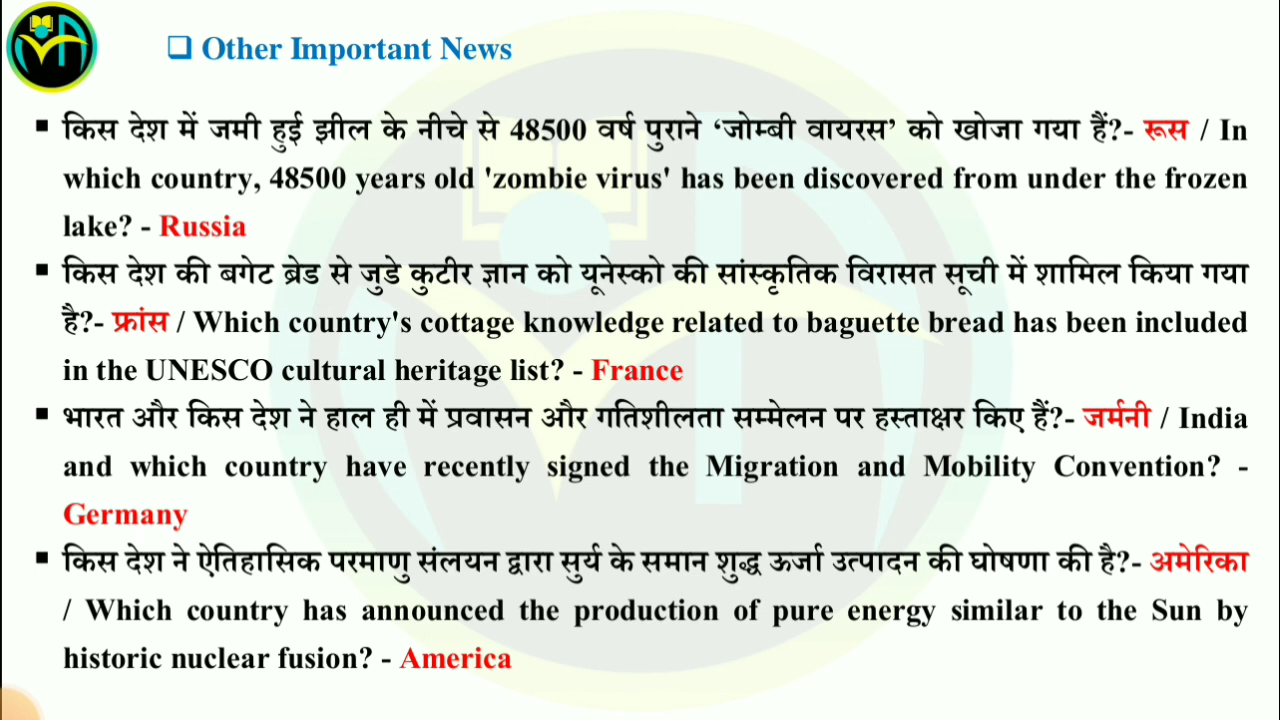 ❑ Other Important News
▪ किस देश में जमी हुई झील के नीचे से 48500 वर्ष पुराने ‘जोम्बी वायरस’ को खोजा गया हैं?- रूस / In
which country, 48500 years old 'zombie virus' has been discovered from under the frozen
lake? - Russia
▪ किस देश की बगेट ब्रेड से जुडे कुटीर ज्ञान को यूनेस्को की सांस्कृतिक विरासत सूची में शामिल किया गया
है?- फ्रांस / Which country's cottage knowledge related to baguette bread has been included
in the UNESCO cultural heritage list? - France
▪ भारत और किस देश ने हाल ही में प्रवासन और गतिशीलता सम्मेलन पर हस्ताक्षर किए हैं?- जर्मनी / India
and which country have recently signed the Migration and Mobility Convention? -
Germany
▪ किस देश ने ऐतिहासिक परमाणु संलयन द्वारा सुर्य के समान शुद्ध ऊर्जा उत्पादन की घोषणा की है?- अमेरिका
/ Which country has announced the production of pure energy similar to the Sun by
historic nuclear fusion? - America